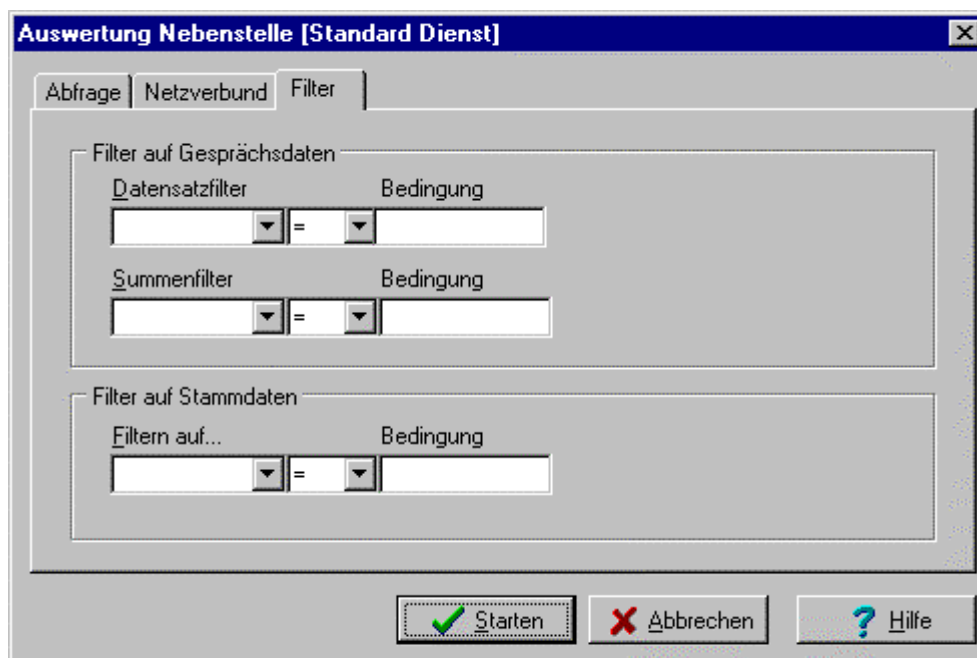 Auswertung Nebenstelle [Standard Dienst]
Abfrage Netzverbund Filter
Filter auf Gesprächsdaten
Datensatzfilter Bedingung
=
Summenfilter Bedingung
=
Filter auf Stammdaten
Filtern auf... Bedingung
=
Starten Abbrechen ? Hilfe